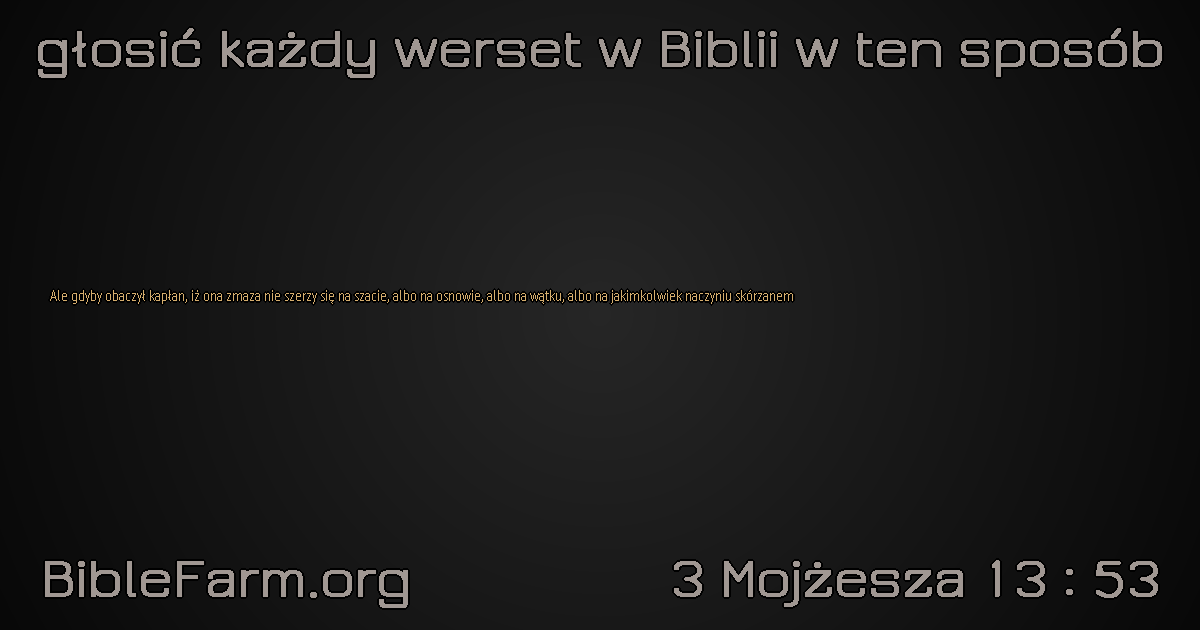 głosić każdy werset w Biblii w ten sposób
Ale gdyby obaczył kapłan, iż ona zmaza nie szerzy się na szacie, albo na osnowie, albo na wątku, albo na jakimkolwiek naczyniu skórzanem
BibleFarm.org
3 Mojżesza 13 : 53